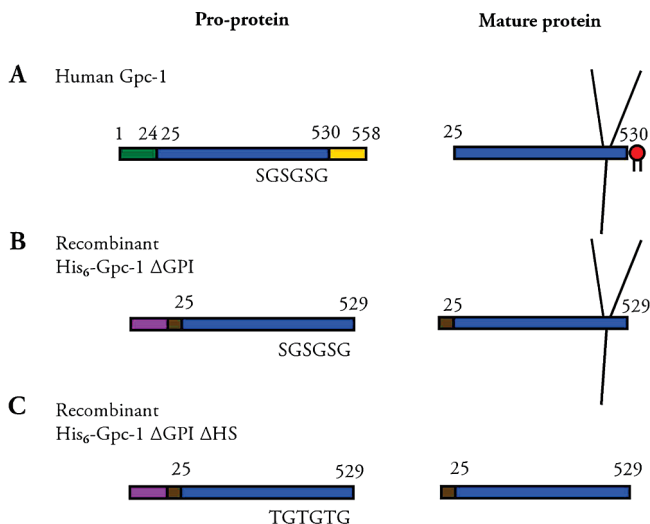 Pro-protein Mature protein
A Human Gpc-1
1 24 25 530 558 25 530
SGSGSG
B Recombinant
His₆-Gpc-1 ΔGPI
25 529 25 529
SGSGSG
C Recombinant
His₆-Gpc-1 ΔGPI ΔHS
25 529 25 529
TGTGTG